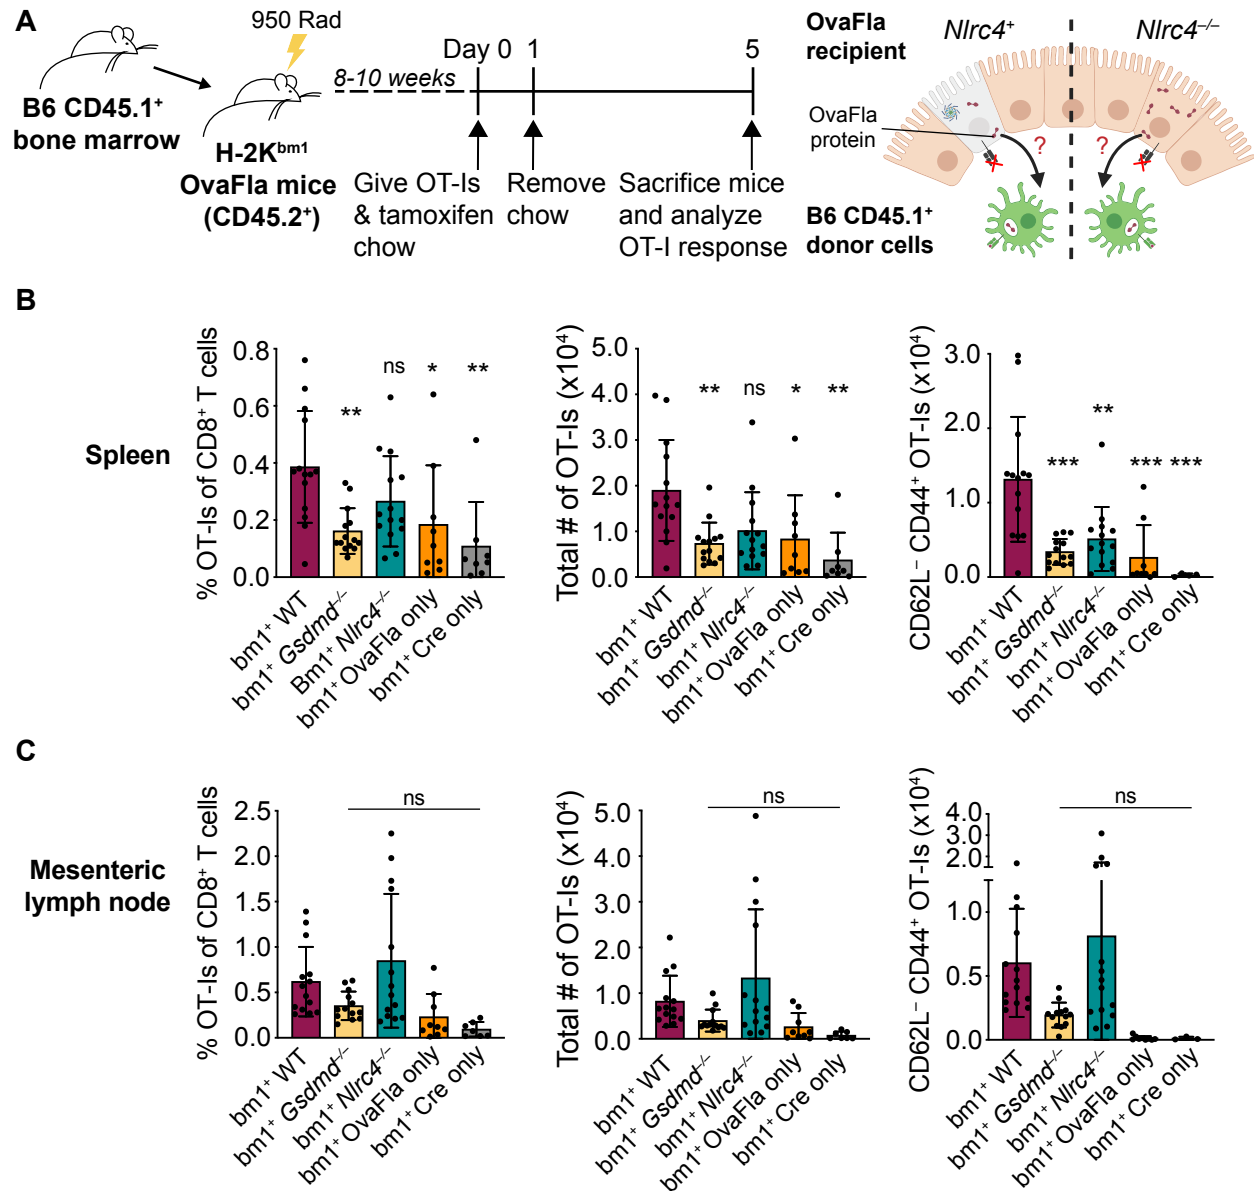 A
B6 CD45.1⁺
bone marrow
950 Rad
H-2Kᵇᵐ¹
OvaFla mice
(CD45.2⁺)
8-10 weeks
Day 0 1 5
Give OT-Is
& tamoxifen
chow
Remove
chow
Sacrifice mice
and analyze
OT-I response
OvaFla
recipient
Nlrc4⁺
Nlrc4⁻/⁻
OvaFla
protein
? ?
B6 CD45.1⁺
donor cells
B
Spleen
% OT-Is of CD8⁺ T cells
0.8
0.6
0.4
0.2
0.0
** ns * **
bm1⁺ WT
bm1⁺ Gsdmd⁻/⁻
Bm1⁺ Nlrc4⁻/⁻
bm1⁺ OvaFla only
bm1⁺ Cre only
Total # of OT-Is (x10⁴)
5.0
4.0
3.0
2.0
1.0
0.0
** ns * **
bm1⁺ WT
bm1⁺ Gsdmd⁻/⁻
bm1⁺ Nlrc4⁻/⁻
bm1⁺ OvaFla only
bm1⁺ Cre only
CD62L⁻ CD44⁺ OT-Is (x10⁴)
3.0
2.0
1.0
0.0
*** ** *** ***
bm1⁺ WT
bm1⁺ Gsdmd⁻/⁻
bm1⁺ Nlrc4⁻/⁻
bm1⁺ OvaFla only
bm1⁺ Cre only
C
Mesenteric
lymph node
% OT-Is of CD8⁺ T cells
2.5
2.0
1.5
1.0
0.5
0.0
ns
bm1⁺ WT
bm1⁺ Gsdmd⁻/⁻
bm1⁺ Nlrc4⁻/⁻
bm1⁺ OvaFla only
bm1⁺ Cre only
Total # of OT-Is (x10⁴)
5.0
4.0
3.0
2.0
1.0
0.0
ns
bm1⁺ WT
bm1⁺ Gsdmd⁻/⁻
bm1⁺ Nlrc4⁻/⁻
bm1⁺ OvaFla only
bm1⁺ Cre only
CD62L⁻ CD44⁺ OT-Is (x10⁴)
4.0
3.0
2.0
1.0
0.5
0.0
ns
bm1⁺ WT
bm1⁺ Gsdmd⁻/⁻
bm1⁺ Nlrc4⁻/⁻
bm1⁺ OvaFla only
bm1⁺ Cre only